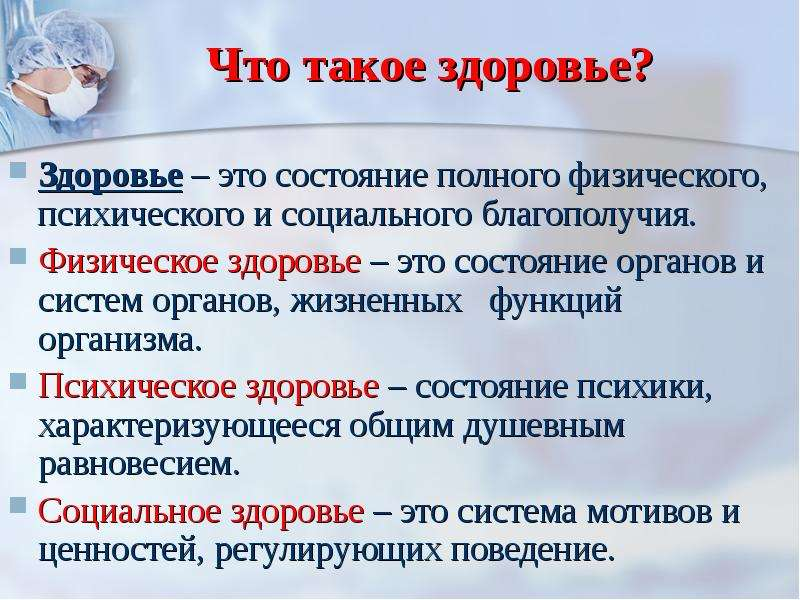 Что такое здоровье?
Здоровье – это состояние полного физического,
психического и социального благополучия.
Физическое здоровье – это состояние органов и
систем органов, жизненных функций
организма.
Психическое здоровье – состояние психики,
характеризующееся общим душевным
равновесием.
Социальное здоровье – это система мотивов и
ценностей, регулирующих поведение.